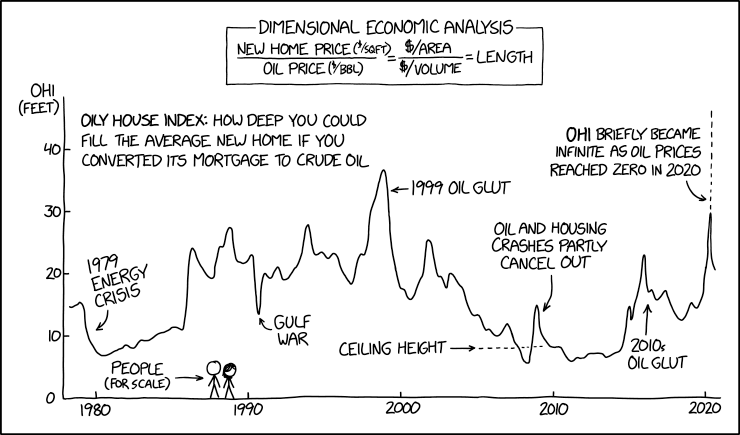 DIMENSIONAL ECONOMIC ANALYSIS
NEW HOME PRICE ($/SQFT)
OIL PRICE ($/BBL)
=
$/AREA
$/VOLUME
= LENGTH
OHI
(FEET)
OILY HOUSE INDEX: HOW DEEP YOU COULD
FILL THE AVERAGE NEW HOME IF YOU
CONVERTED ITS MORTGAGE TO CRUDE OIL
OHI BRIEFLY BECAME
INFINITE AS OIL PRICES
REACHED ZERO IN 2020
40
30
20
10
0
1999 OIL GLUT
OIL AND HOUSING
CRASHES PARTLY
CANCEL OUT
1979
ENERGY
CRISIS
GULF
WAR
CEILING HEIGHT
2010s
OIL GLUT
PEOPLE
(FOR SCALE)
1980
1990
2000
2010
2020